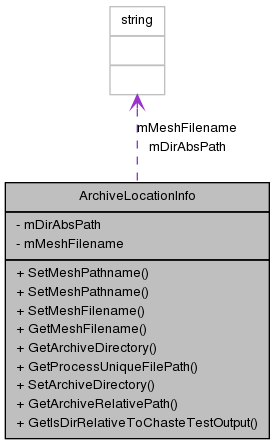 string
mMeshFilename
mDirAbsPath
ArchiveLocationInfo
- mDirAbsPath
- mMeshFilename
+ SetMeshPathname()
+ SetMeshPathname()
+ SetMeshFilename()
+ GetMeshFilename()
+ GetArchiveDirectory()
+ GetProcessUniqueFilePath()
+ SetArchiveDirectory()
+ GetArchiveRelativePath()
+ GetIsDirRelativeToChasteTestOutput()